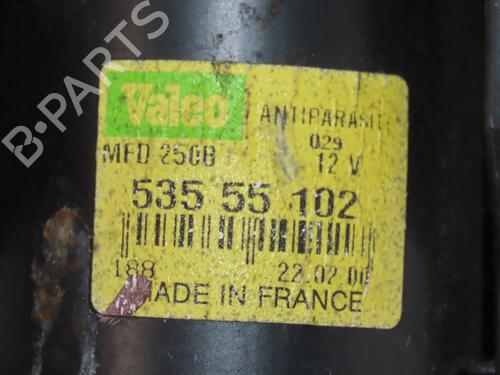 B-PARTS
Valeo
ANTIPARASIT
029
MFD 250B
12 V
535 55 102
188
22.02.00
MADE IN FRANCE